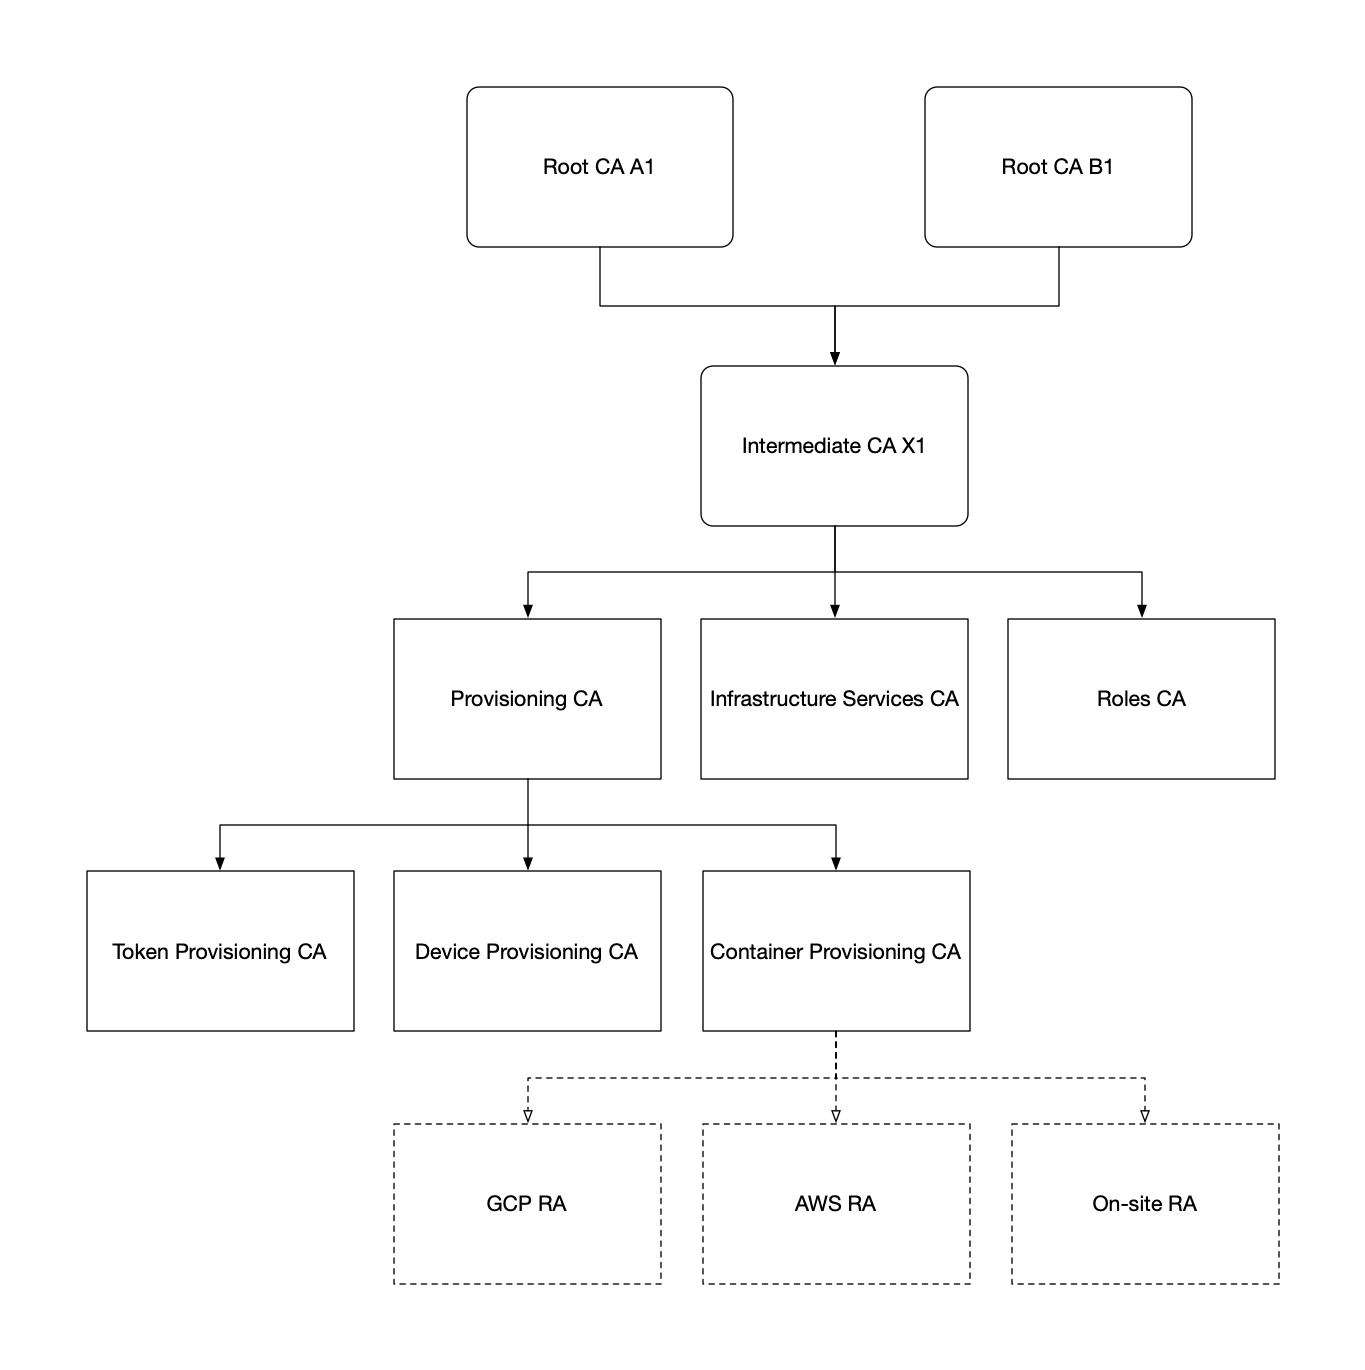 Root CA A1
Root CA B1
Intermediate CA X1
Provisioning CA
Infrastructure Services CA
Roles CA
Token Provisioning CA
Device Provisioning CA
Container Provisioning CA
GCP RA
AWS RA
On-site RA